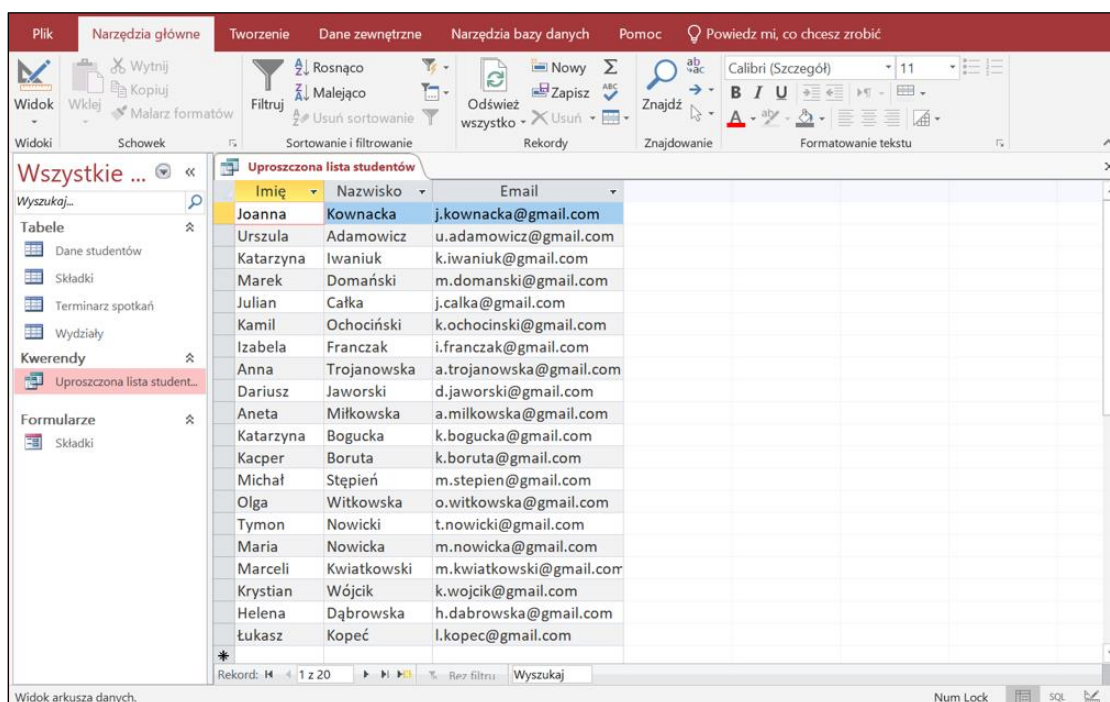 Plik Narzędzia główne Tworzenie Dane zewnętrzne Narzędzia bazy danych Pomoc Powiedz mi, co chcesz zrobić
Widok
Widoki
Wklej
Wytnij
Kopiuj
Malarz formatów
Schowek
Filtruj
Rosnąco
Malejąco
Usuń sortowanie
Sortowanie i filtrowanie
Odśwież
wszystko
Nowy
Zapisz
Usuń
Rekordy
Znajdź
Znajdowanie
Calibri (Szczegół) 11
B I U
Formatowanie tekstu
Wszystkie ...
Wyszukaj...
Tabele
Dane studentów
Składki
Terminarz spotkań
Wydziały
Kwerendy
Uproszczona lista student...
Formularze
Składki
Uproszczona lista studentów
Imię Nazwisko Email
Joanna Kownacka j.kownacka@gmail.com
Urszula Adamowicz u.adamowicz@gmail.com
Katarzyna Iwaniuk k.iwaniuk@gmail.com
Marek Domański m.domanski@gmail.com
Julian Całka j.calka@gmail.com
Kamil Ochociński k.ochocinski@gmail.com
Izabela Franczak i.franczak@gmail.com
Anna Trojanowska a.trojanowska@gmail.com
Dariusz Jaworski d.jaworski@gmail.com
Aneta Miłkowska a.milkowska@gmail.com
Katarzyna Bogucka k.bogucka@gmail.com
Kacper Boruta k.boruta@gmail.com
Michał Stępień m.stepien@gmail.com
Olga Witkowska o.witkowska@gmail.com
Tymon Nowicki t.nowicki@gmail.com
Maria Nowicka m.nowicka@gmail.com
Marceli Kwiatkowski m.kwiatkowski@gmail.com
Krystian Wójcik k.wojcik@gmail.com
Helena Dąbrowska h.dabrowska@gmail.com
Łukasz Kopeć l.kopec@gmail.com
Rekord: 1 z 20 Bez filtru Wyszukaj
Widok arkusza danych. Num Lock SQL